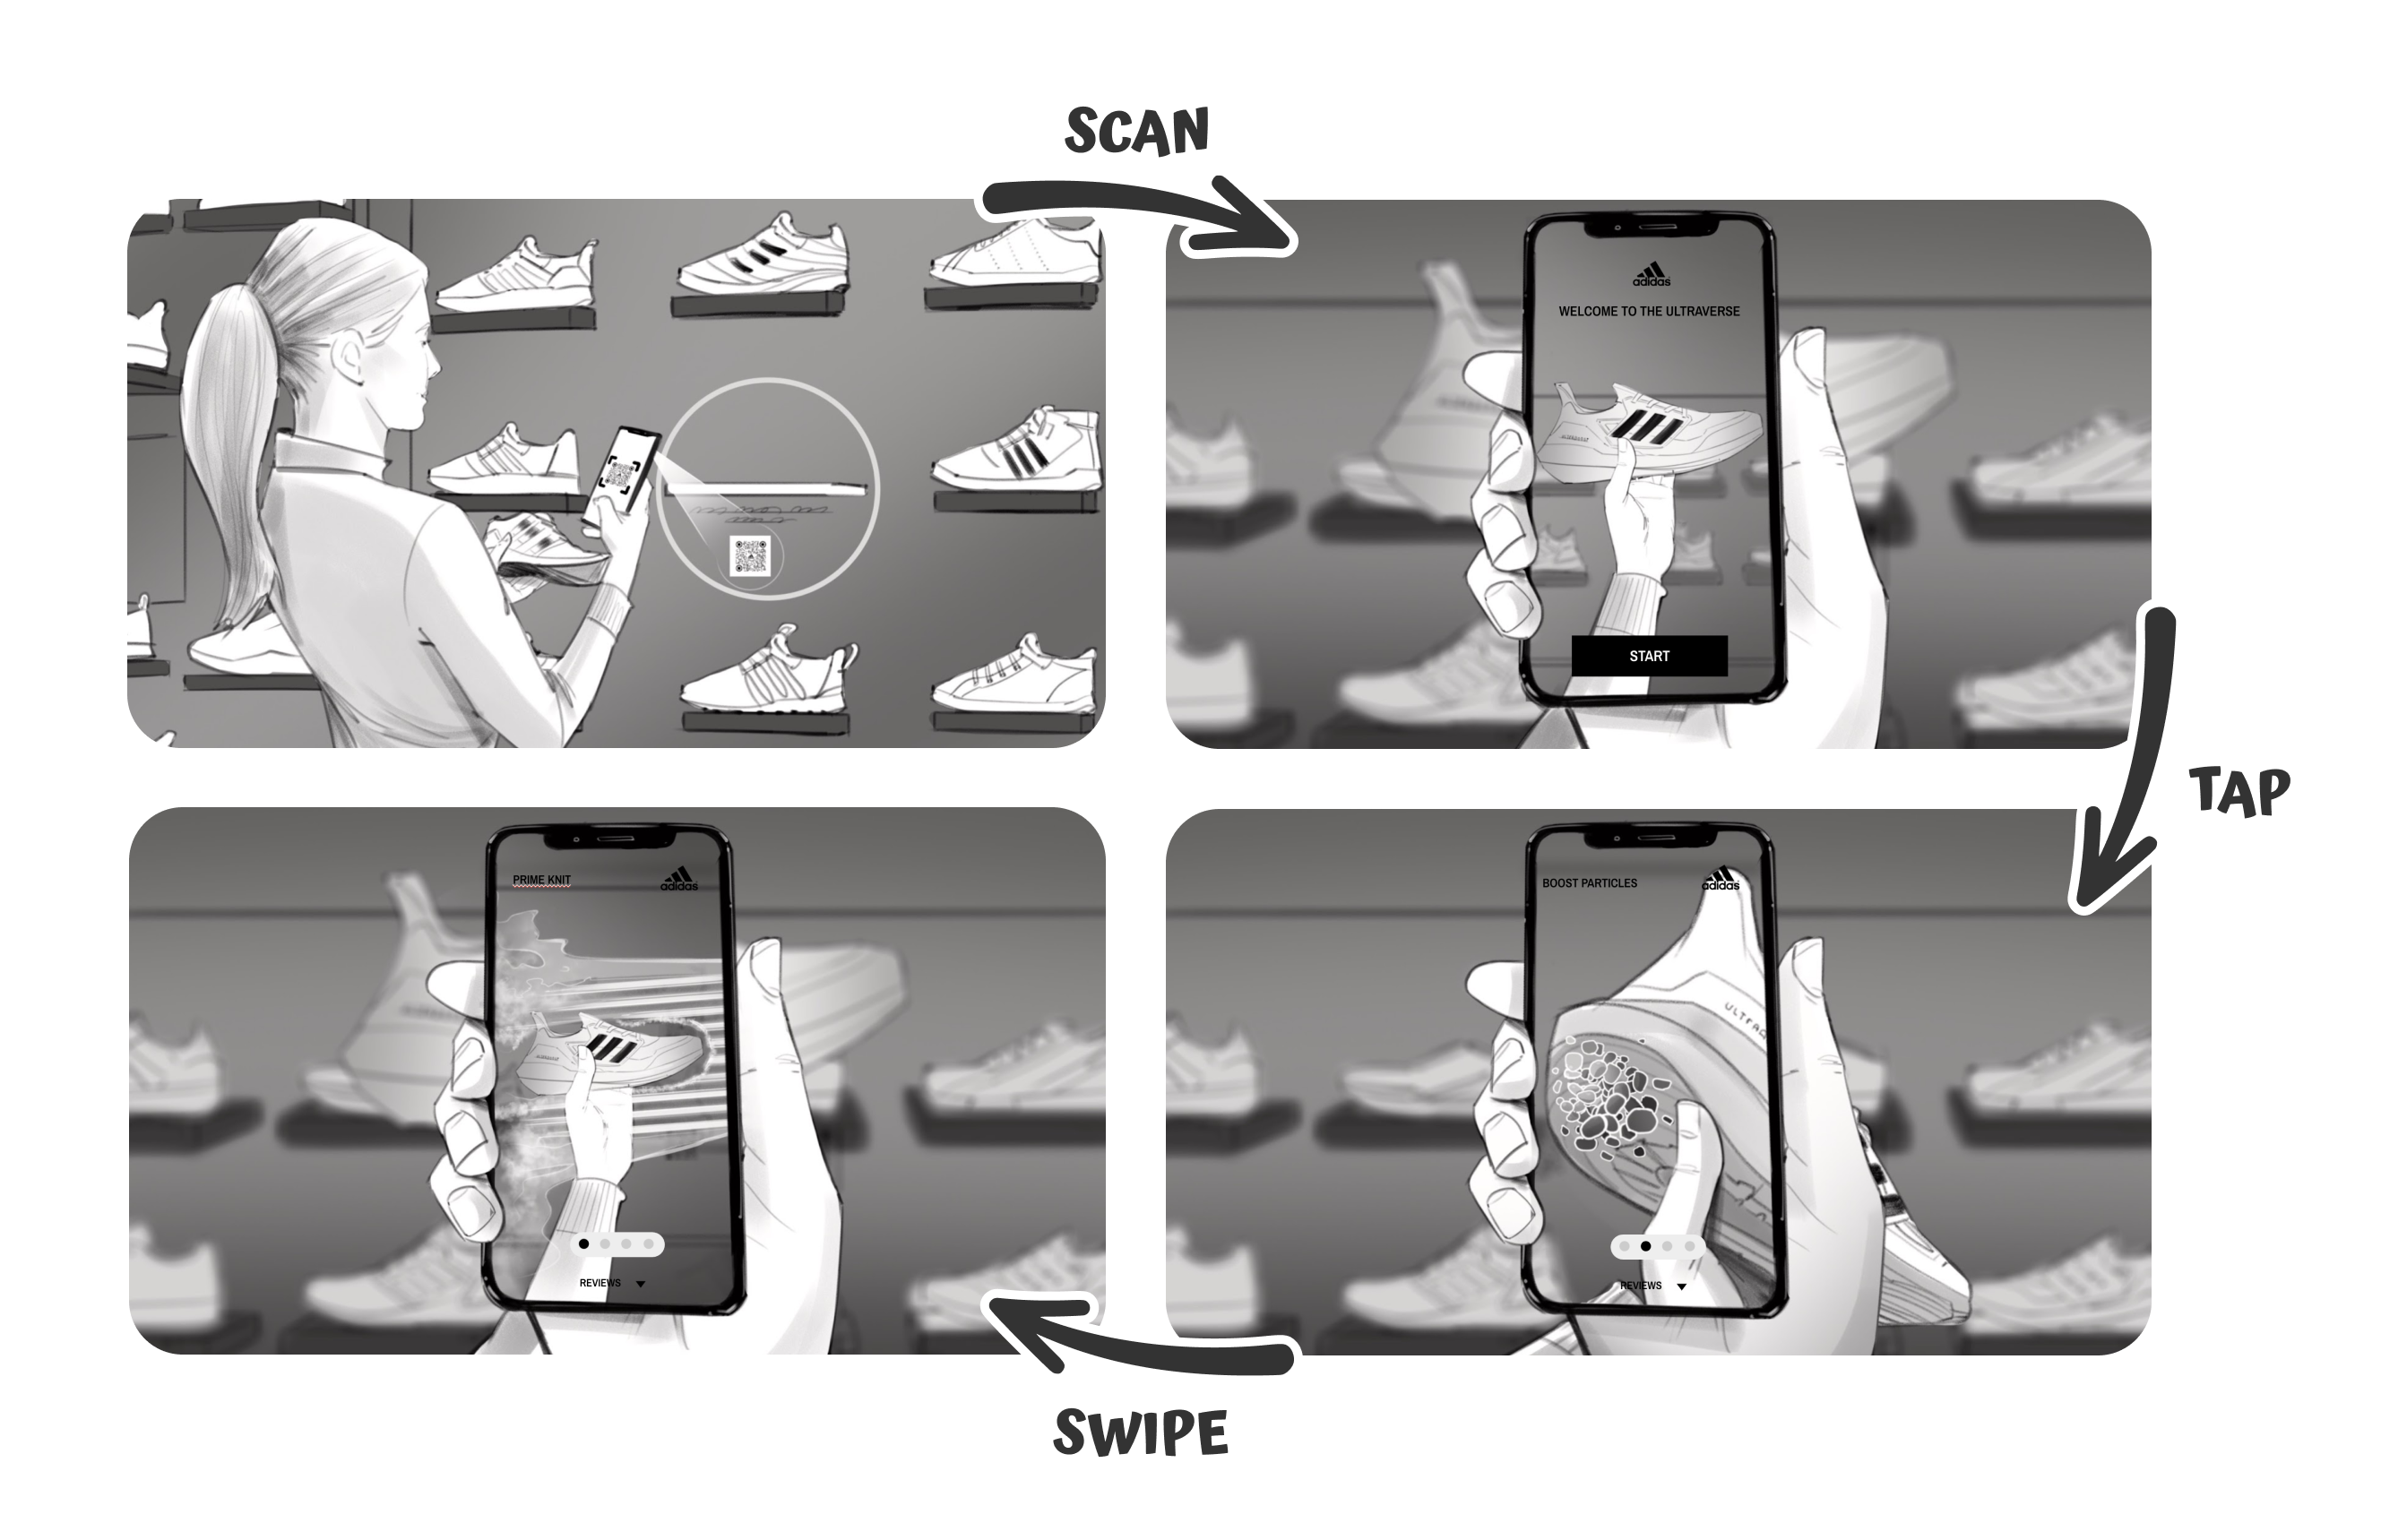 SCAN
adidas
WELCOME TO THE ULTRAVERSE
START
TAP
BOOST PARTICLES
adidas
REVIEWS
SWIPE
PRIME KNIT
adidas
REVIEWS